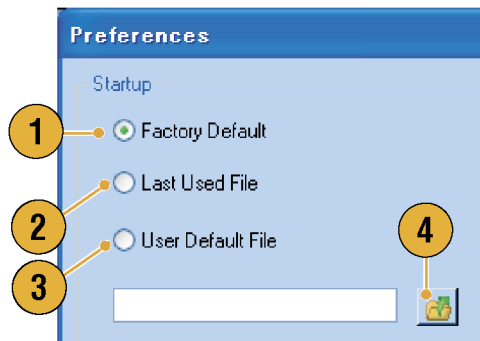 Preferences
Startup
1
Factory Default
2
Last Used File
3
User Default File
4